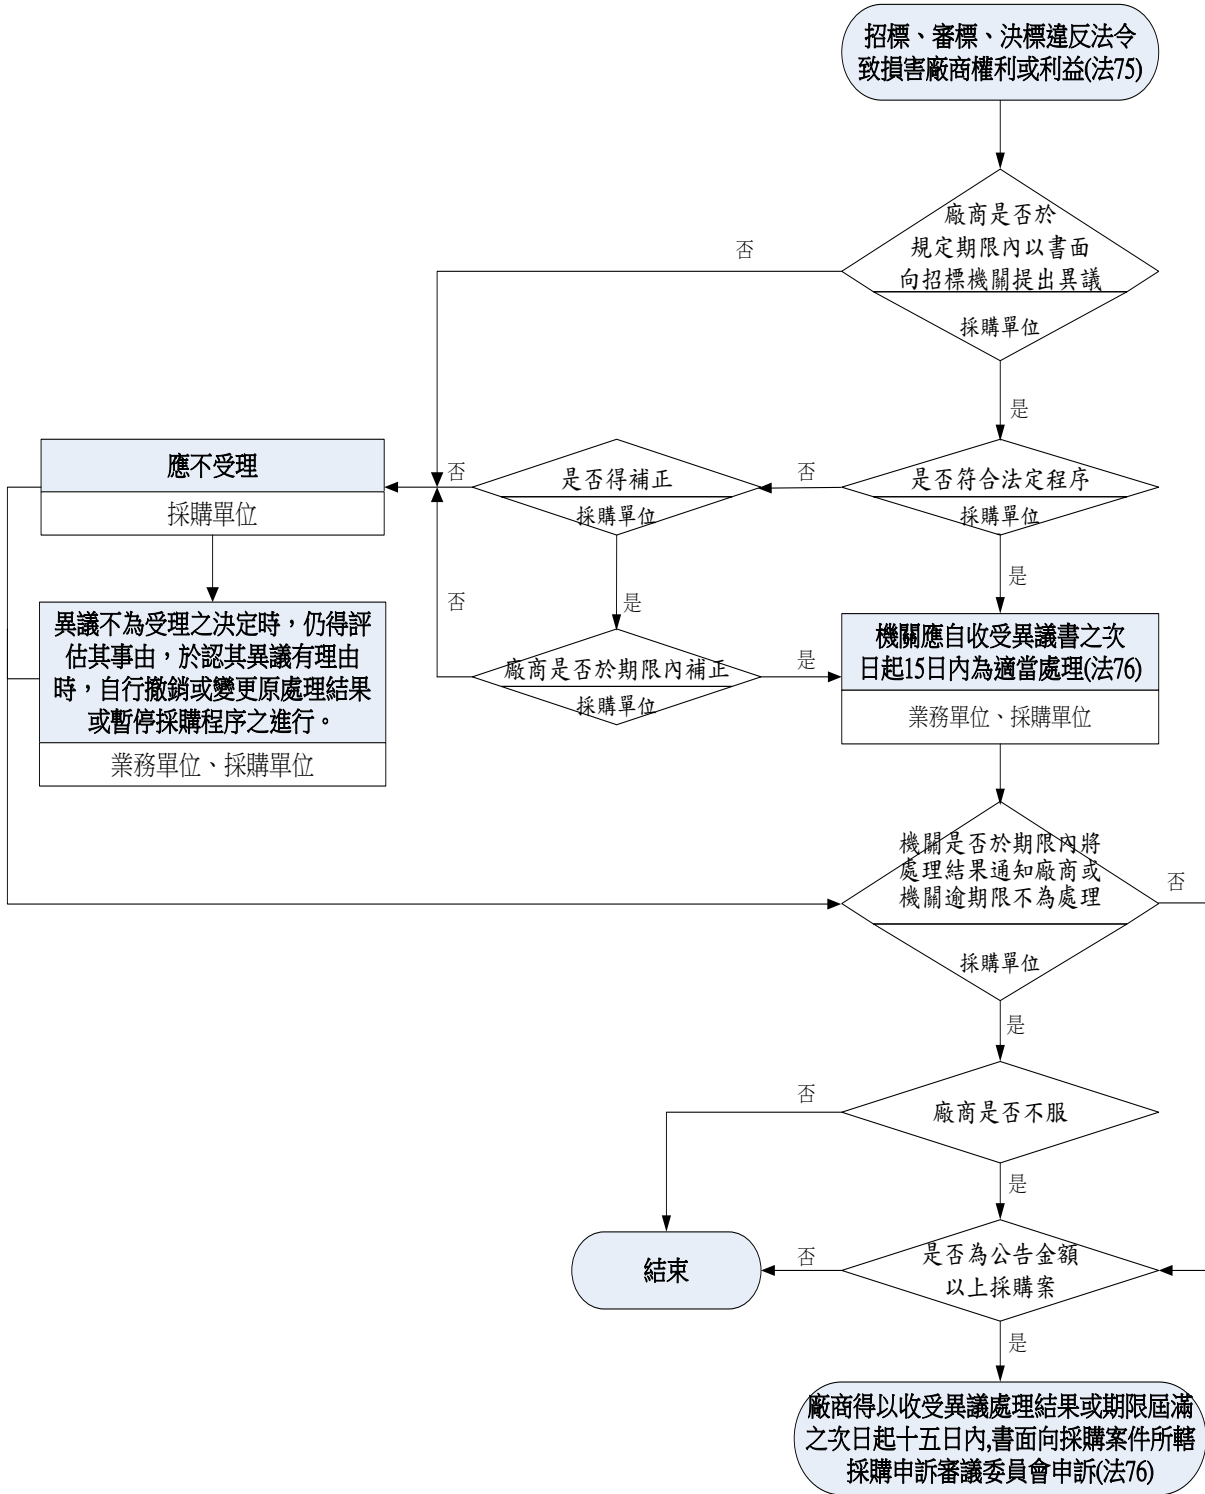 招標、審標、決標違反法令
致損害廠商權利或利益(法75)
廠商是否於
規定期限內以書面
向招標機關提出異議
採購單位
否
是
是否符合法定程序
採購單位
否
是否得補正
採購單位
否
應不受理
採購單位
是
是
否
異議不為受理之決定時，仍得評
估其事由，於認其異議有理由
時，自行撤銷或變更原處理結果
或暫停採購程序之進行。
業務單位、採購單位
廠商是否於期限內補正
採購單位
是
機關應自收受異議書之次
日起15日內為適當處理(法76)
業務單位、採購單位
機關是否於期限內將
處理結果通知廠商或
機關逾期限不為處理
採購單位
否
是
廠商是否不服
否
是
是否為公告金額
以上採購案
否
結束
是
廠商得以收受異議處理結果或期限屆滿
之次日起十五日內,書面向採購案件所轄
採購申訴審議委員會申訴(法76)